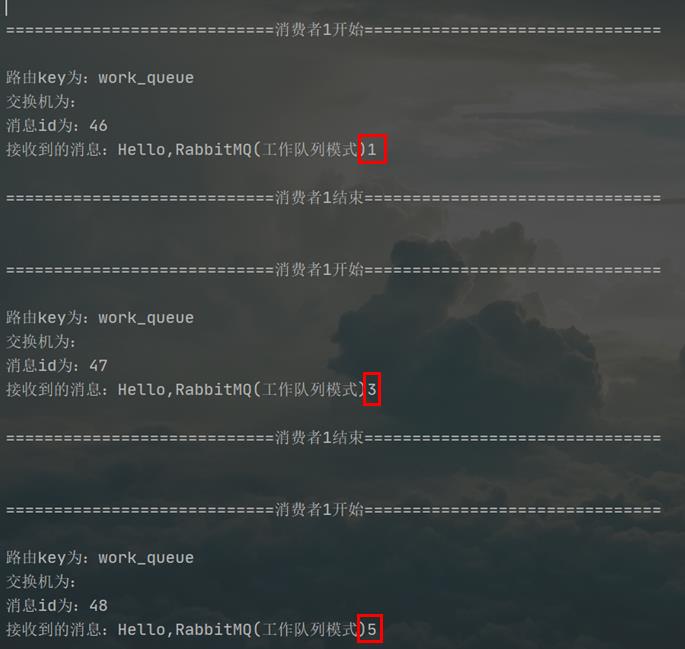 ============================消费者1开始===============================
路由key为：work_queue
交换机为：
消息id为：46
接收到的消息：Hello,RabbitMQ(工作队列模式)1
============================消费者1结束===============================
============================消费者1开始===============================
路由key为：work_queue
交换机为：
消息id为：47
接收到的消息：Hello,RabbitMQ(工作队列模式)3
============================消费者1结束===============================
============================消费者1开始===============================
路由key为：work_queue
交换机为：
消息id为：48
接收到的消息：Hello,RabbitMQ(工作队列模式)5